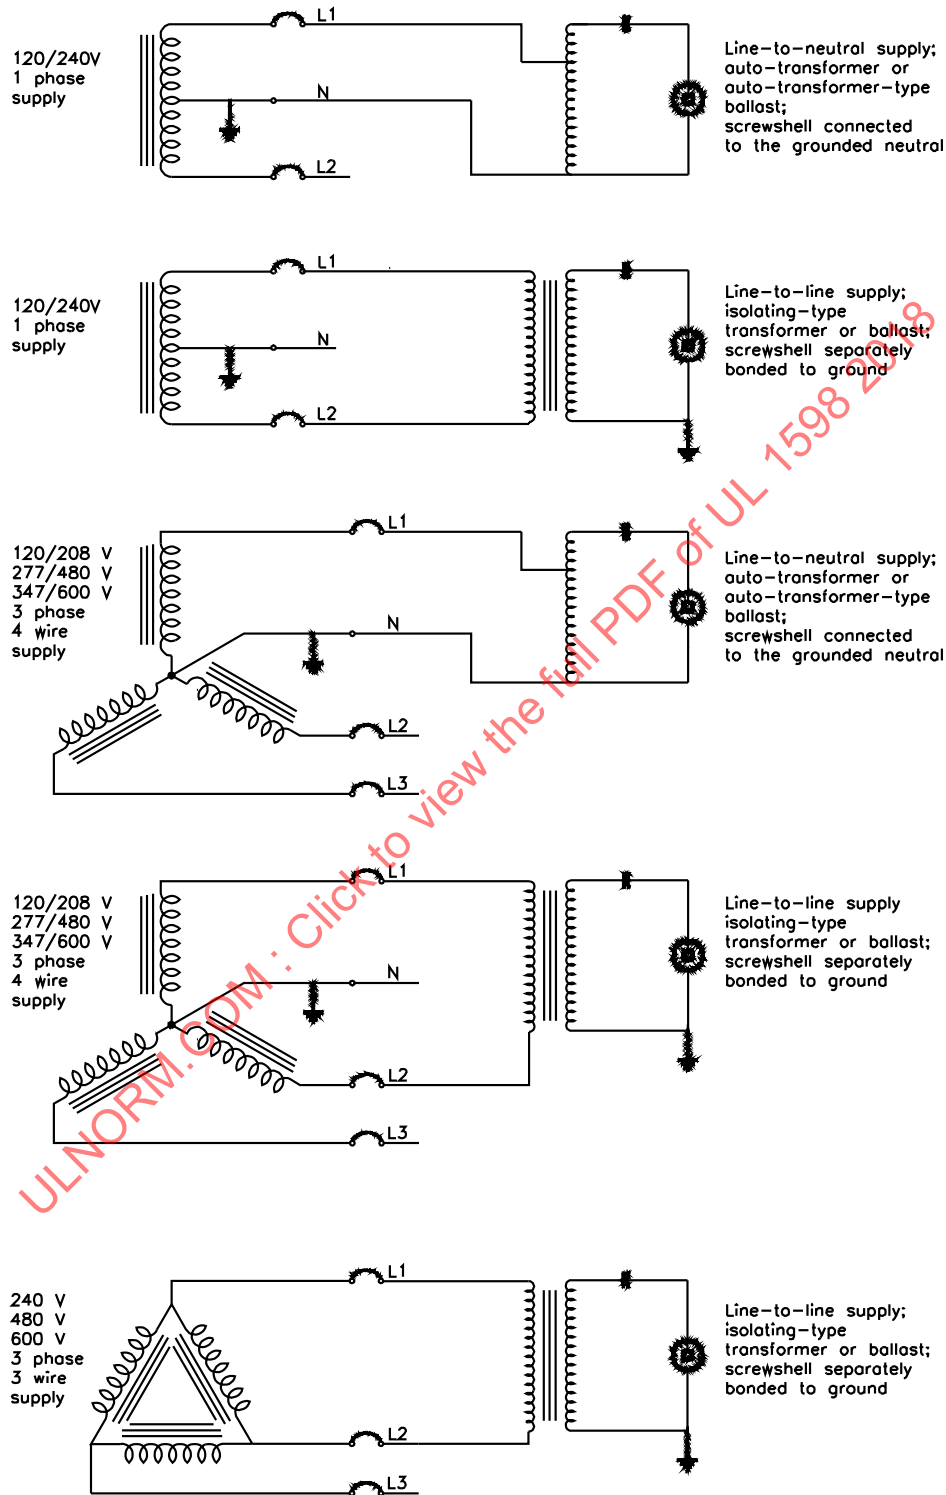 L1
120/240V
1 phase
supply
N
L2
Line-to-neutral supply;
auto-transformer or
auto-transformer-type
ballast;
screwshell connected
to the grounded neutral
L1
120/240V
1 phase
supply
N
L2
Line-to-line supply;
isolating-type
transformer or ballast;
screwshell separately
bonded to ground
L1
120/208 V
277/480 V
347/600 V
3 phase
4 wire
supply
N
L2
L3
Line-to-neutral supply;
auto-transformer or
auto-transformer-type
ballast;
screwshell connected
to the grounded neutral
L1
120/208 V
277/480 V
347/600 V
3 phase
4 wire
supply
N
L2
L3
Line-to-line supply
isolating-type
transformer or ballast;
screwshell separately
bonded to ground
L1
240 V
480 V
600 V
3 phase
3 wire
supply
L2
L3
Line-to-line supply;
isolating-type
transformer or ballast;
screwshell separately
bonded to ground
ULNORM.COM : Click to view the full PDF of UL 1598 2018